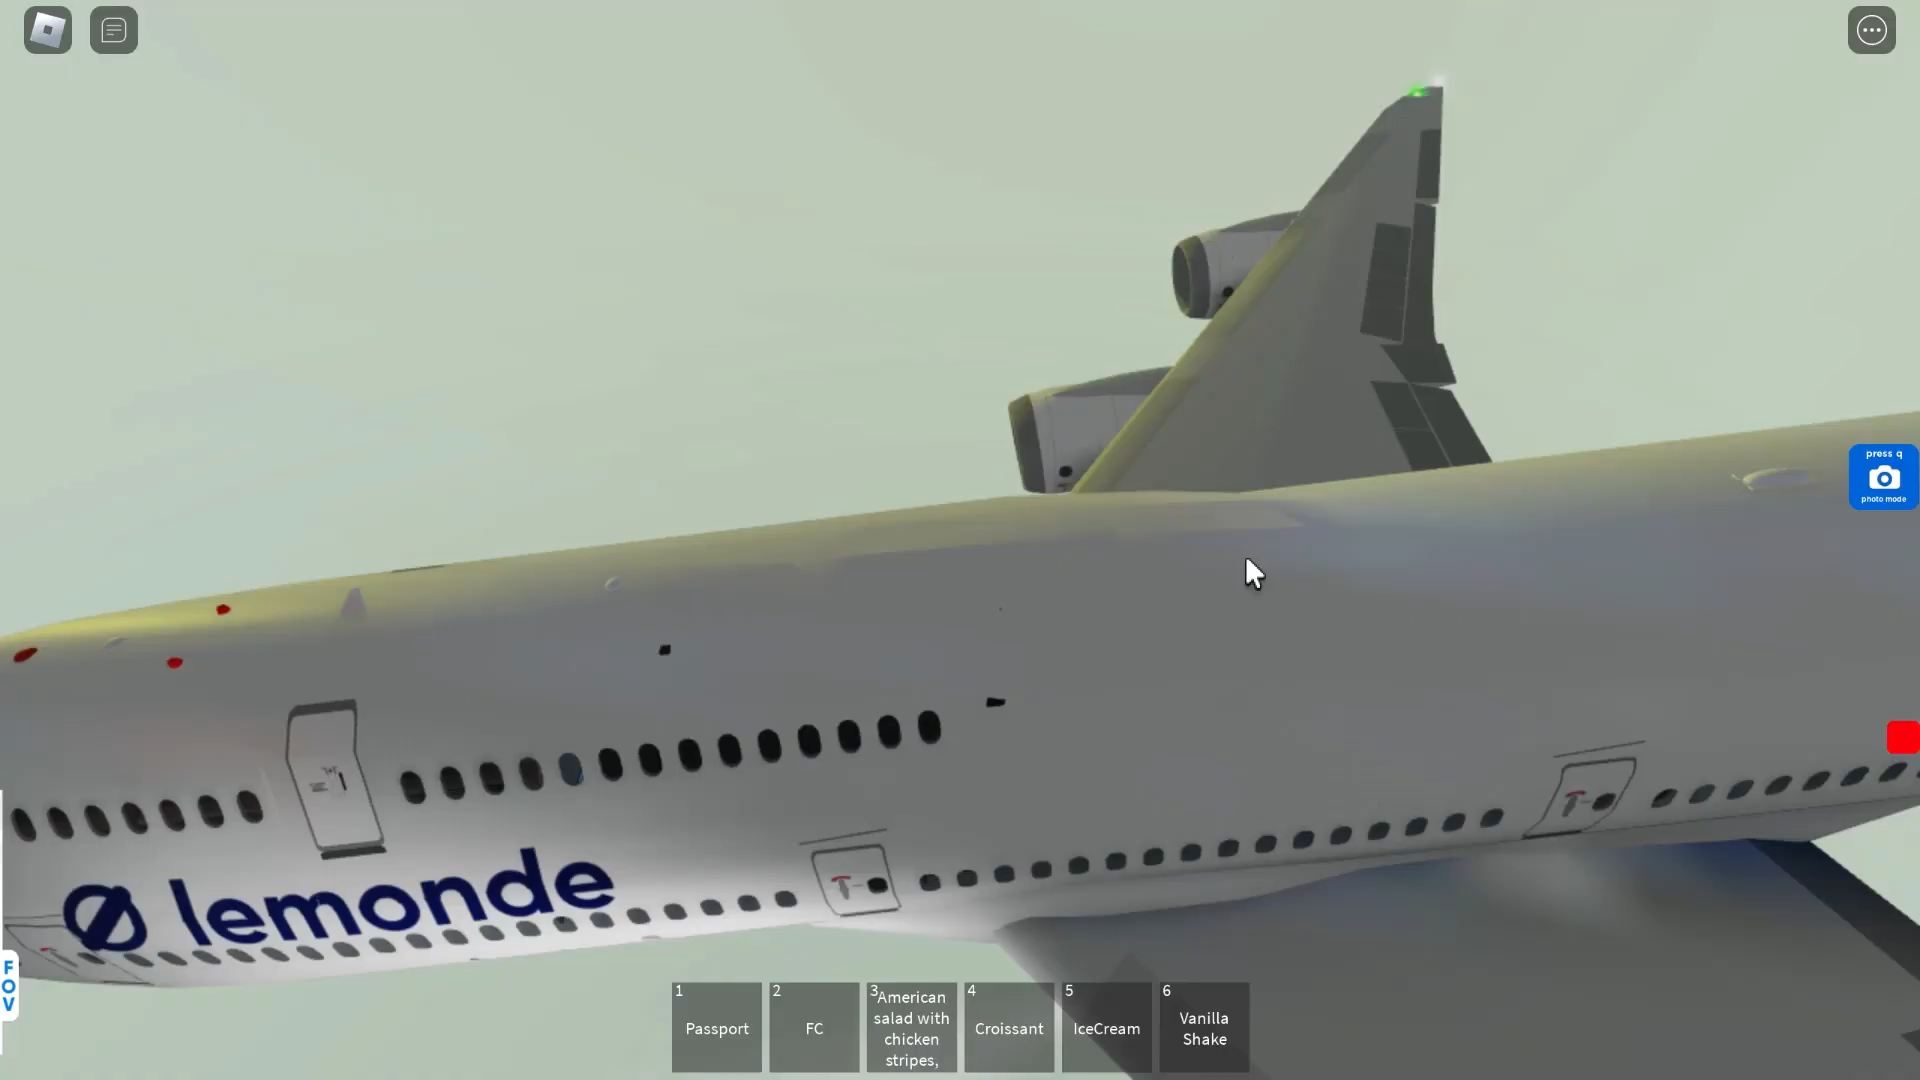 press q
photo mode
lemonde
F
O
V
1
Passport
2
FC
3
American
salad with
chicken
stripes,
4
Croissant
5
IceCream
6
Vanilla
Shake